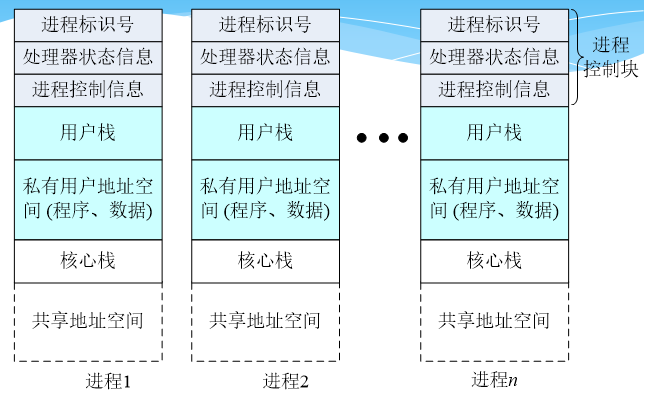 进程标识号
处理器状态信息
进程控制信息
用户栈
私有用户地址空
间 (程序、数据)
核心栈
共享地址空间
进程1
进程标识号
处理器状态信息
进程控制信息
用户栈
私有用户地址空
间 (程序、数据)
核心栈
共享地址空间
进程2
进程标识号
处理器状态信息
进程控制信息
用户栈
私有用户地址空
间 (程序、数据)
核心栈
共享地址空间
进程n
进程
控制块